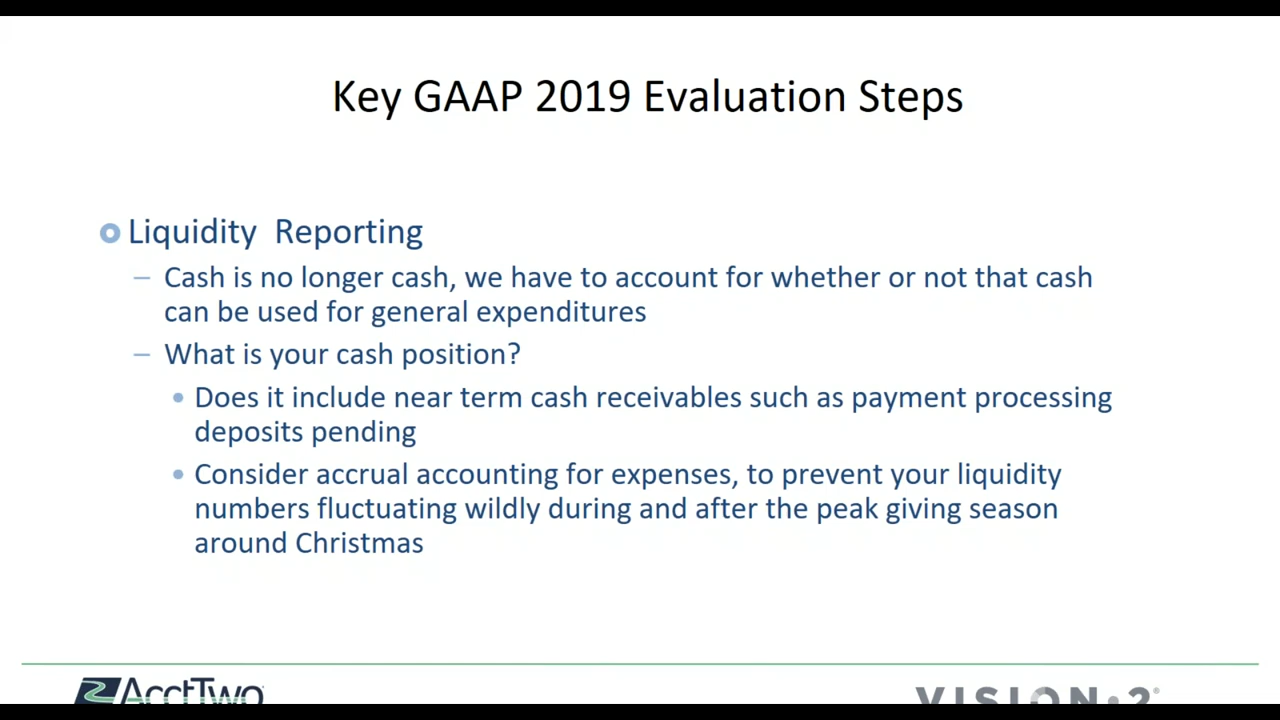 Key GAAP 2019 Evaluation Steps
Liquidity Reporting
– Cash is no longer cash, we have to account for whether or not that cash
can be used for general expenditures
– What is your cash position?
• Does it include near term cash receivables such as payment processing
deposits pending
• Consider accrual accounting for expenses, to prevent your liquidity
numbers fluctuating wildly during and after the peak giving season
around Christmas
AcctTwo
VISION·2